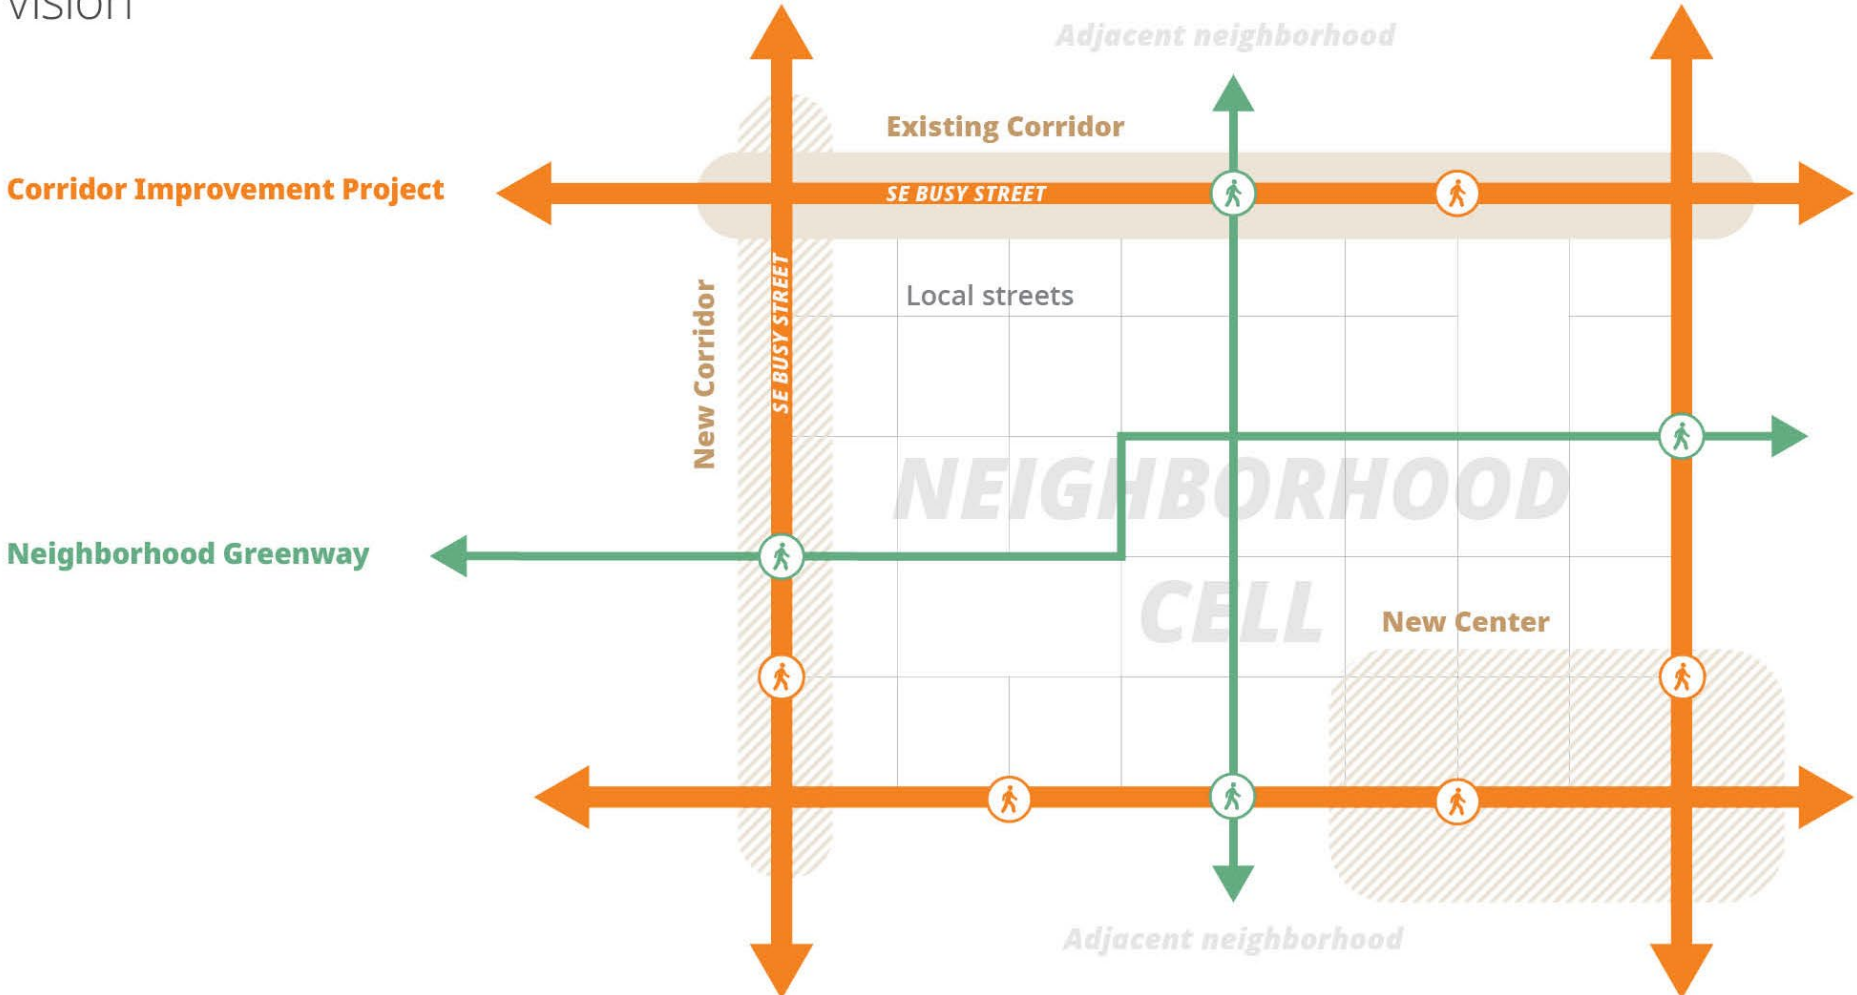 vision
Adjacent neighborhood
Existing Corridor
Corridor Improvement Project
SE BUSY STREET
Local streets
New Corridor
SE BUSY STREET
NEIGHBORHOOD
CELL
Neighborhood Greenway
New Center
Adjacent neighborhood